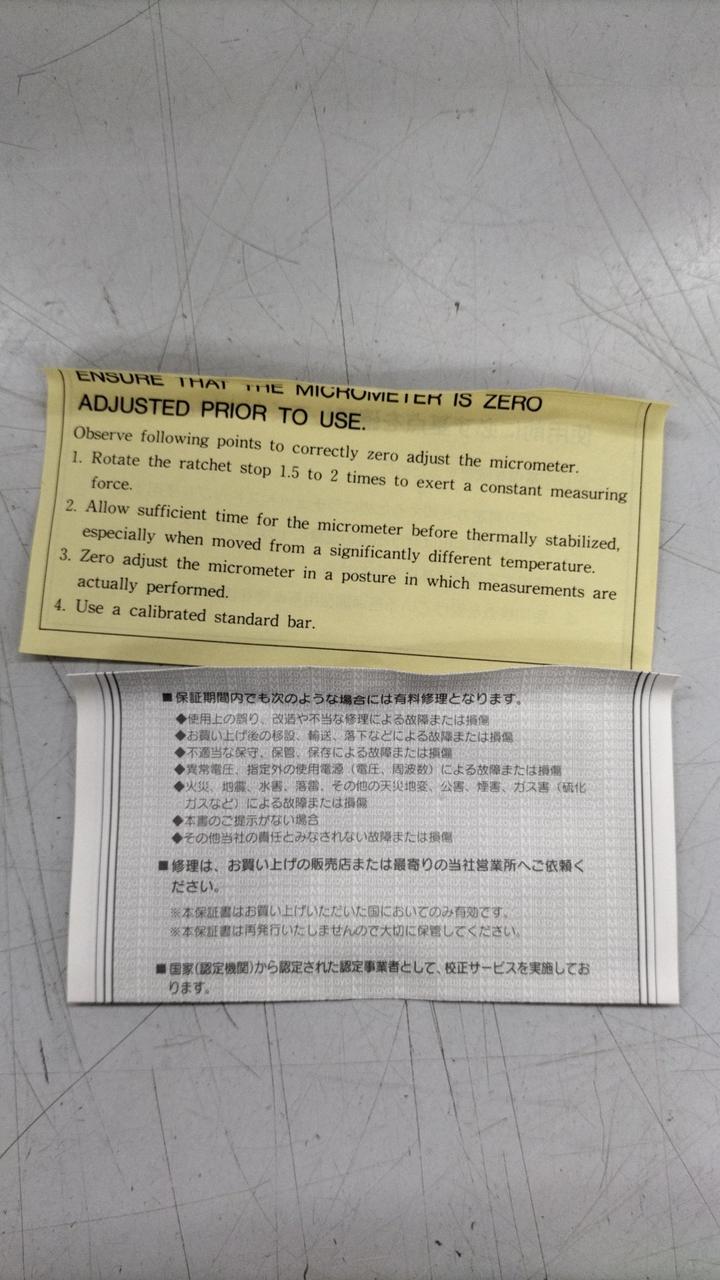 ENSURE THAT THE MICROMETER IS ZERO
ADJUSTED PRIOR TO USE.
Observe following points to correctly zero adjust the micrometer.
1. Rotate the ratchet stop 1.5 to 2 times to exert a constant measuring
force.
2. Allow sufficient time for the micrometer before thermally stabilized,
especially when moved from a significantly different temperature.
3. Zero adjust the micrometer in a posture in which measurements are
actually performed.
4. Use a calibrated standard bar.
■保証期間内でも次のような場合には有料修理となります。
◆使用上の誤り、改造や不当な修理による故障または損傷
◆お買い上げ後の移設、輸送、落下などによる故障または損傷
◆不適当な保守、保管、保存による故障または損傷
◆異常電圧、指定外の使用電源（電圧、周波数）による故障または損傷
◆火災、地震、水害、落雷、その他の天災地変、公害、煙害、ガス害（硫化
ガスなど）による故障または損傷
◆本書のご提示がない場合
◆その他当社の責任とみなされない故障または損傷
■修理は、お買い上げの販売店または最寄りの当社営業所へご依頼く
ださい。
※本保証書はお買い上げいただいた国においてのみ有効です。
※本保証書は再発行いたしませんので大切に保管してください。
■国家(認定機関)から認定された認定事業者として、校正サービスを実施してお
ります。